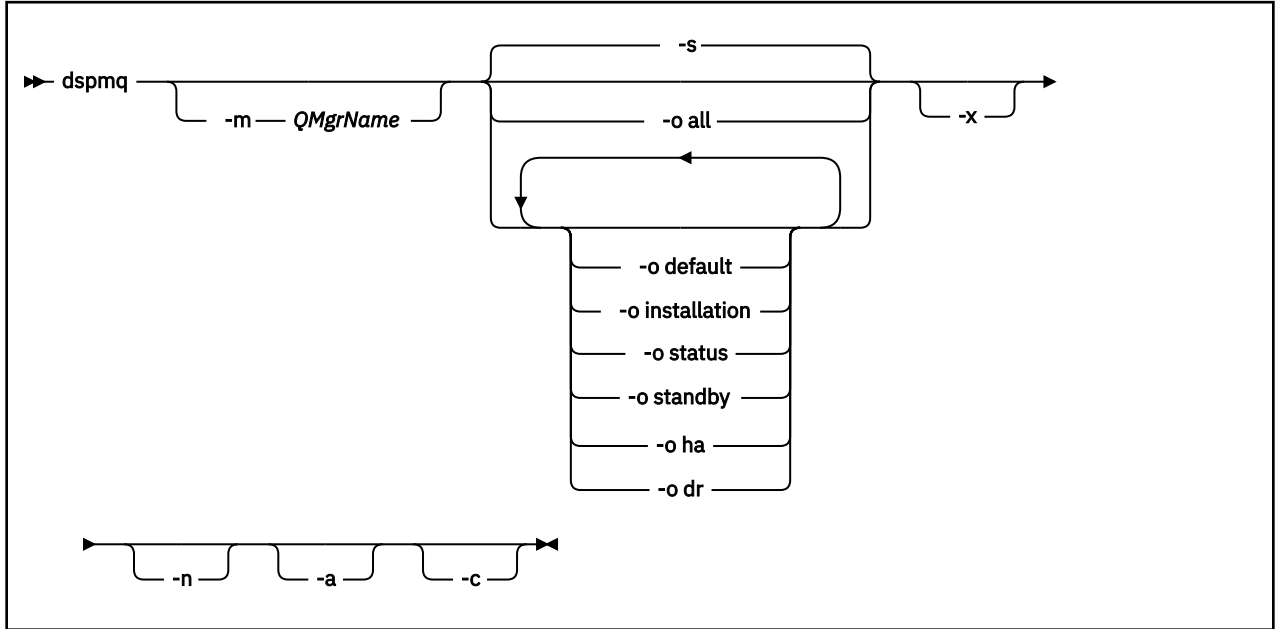 -s
dspmq
-m QMgrName
-o all
-x
-o default
-o installation
-o status
-o standby
-o ha
-o dr
-n -a -c